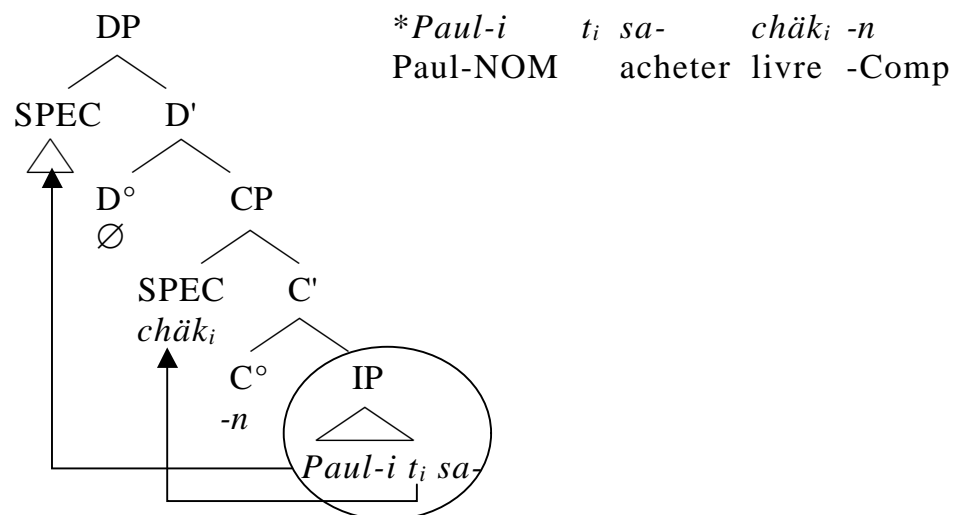 DP *Paul-i tᵢ sa- chäkᵢ -n
Paul-NOM acheter livre -Comp
SPEC D'
D° CP
∅
SPEC C'
chäkᵢ
C° IP
-n
Paul-i tᵢ sa-